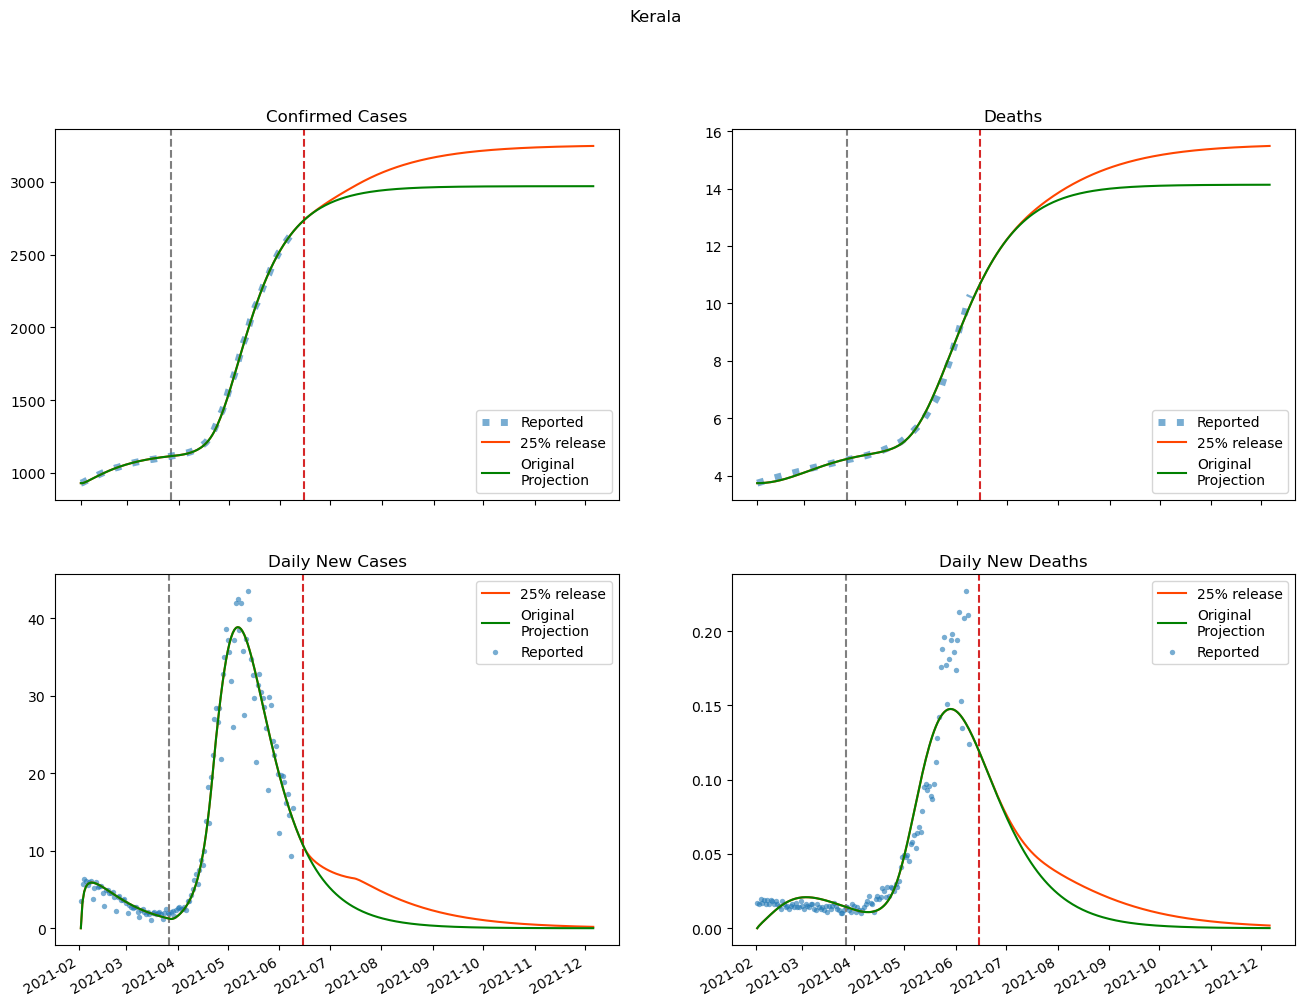 Kerala
Confirmed Cases
3000
2500
2000
1500
1000
Reported
25% release
Original
Projection
Deaths
16
14
12
10
8
6
4
Reported
25% release
Original
Projection
Daily New Cases
40
30
20
10
0
25% release
Original
Projection
Reported
2021-02 2021-03 2021-04 2021-05 2021-06 2021-07 2021-08 2021-09 2021-10 2021-11 2021-12
Daily New Deaths
0.20
0.15
0.10
0.05
0.00
25% release
Original
Projection
Reported
2021-02 2021-03 2021-04 2021-05 2021-06 2021-07 2021-08 2021-09 2021-10 2021-11 2021-12